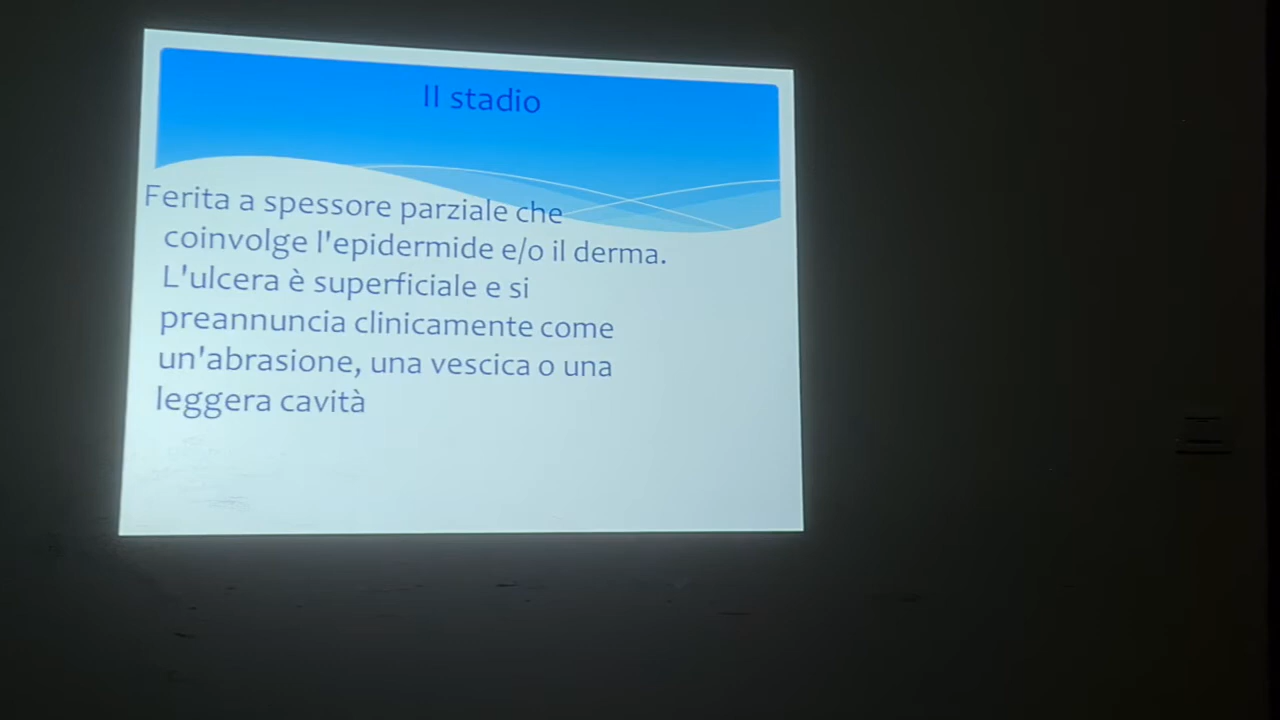 II stadio
Ferita a spessore parziale che
coinvolge l'epidermide e/o il derma.
L'ulcera è superficiale e si
preannuncia clinicamente come
un'abrasione, una vescica o una
leggera cavità